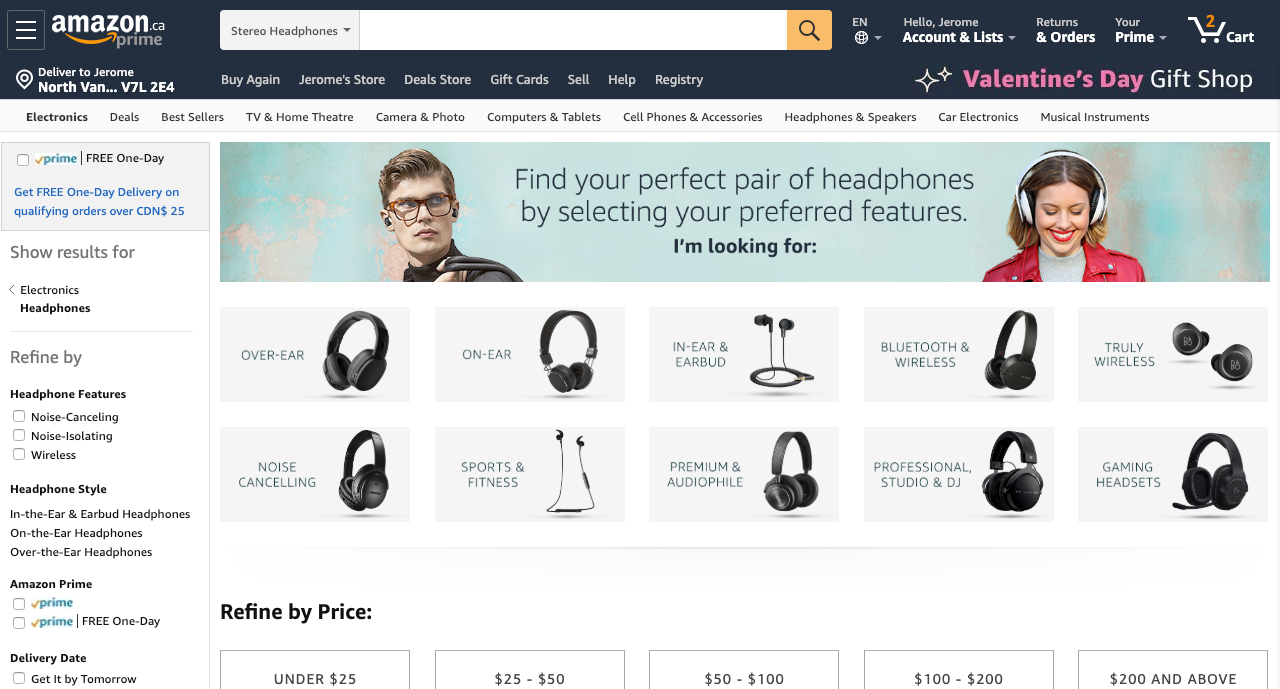 amazon.ca
prime
Stereo Headphones
EN
Hello, Jerome
Account & Lists
Returns
& Orders
Your
Prime
2
Cart
Deliver to Jerome
North Van... V7L 2E4
Buy Again
Jerome's Store
Deals Store
Gift Cards
Sell
Help
Registry
Valentine's Day Gift Shop
Electronics
Deals
Best Sellers
TV & Home Theatre
Camera & Photo
Computers & Tablets
Cell Phones & Accessories
Headphones & Speakers
Car Electronics
Musical Instruments
prime | FREE One-Day
Get FREE One-Day Delivery on
qualifying orders over CDN$ 25
Show results for
Electronics
Headphones
Refine by
Headphone Features
Noise-Canceling
Noise-Isolating
Wireless
Headphone Style
In-the-Ear & Earbud Headphones
On-the-Ear Headphones
Over-the-Ear Headphones
Amazon Prime
prime
prime | FREE One-Day
Delivery Date
Get It by Tomorrow
Find your perfect pair of headphones
by selecting your preferred features.
I'm looking for:
OVER-EAR
ON-EAR
IN-EAR &
EARBUD
BLUETOOTH &
WIRELESS
TRULY
WIRELESS
NOISE
CANCELLING
SPORTS &
FITNESS
PREMIUM &
AUDIOPHILE
PROFESSIONAL,
STUDIO & DJ
GAMING
HEADSETS
Refine by Price:
UNDER $25
$25 - $50
$50 - $100
$100 - $200
$200 AND ABOVE